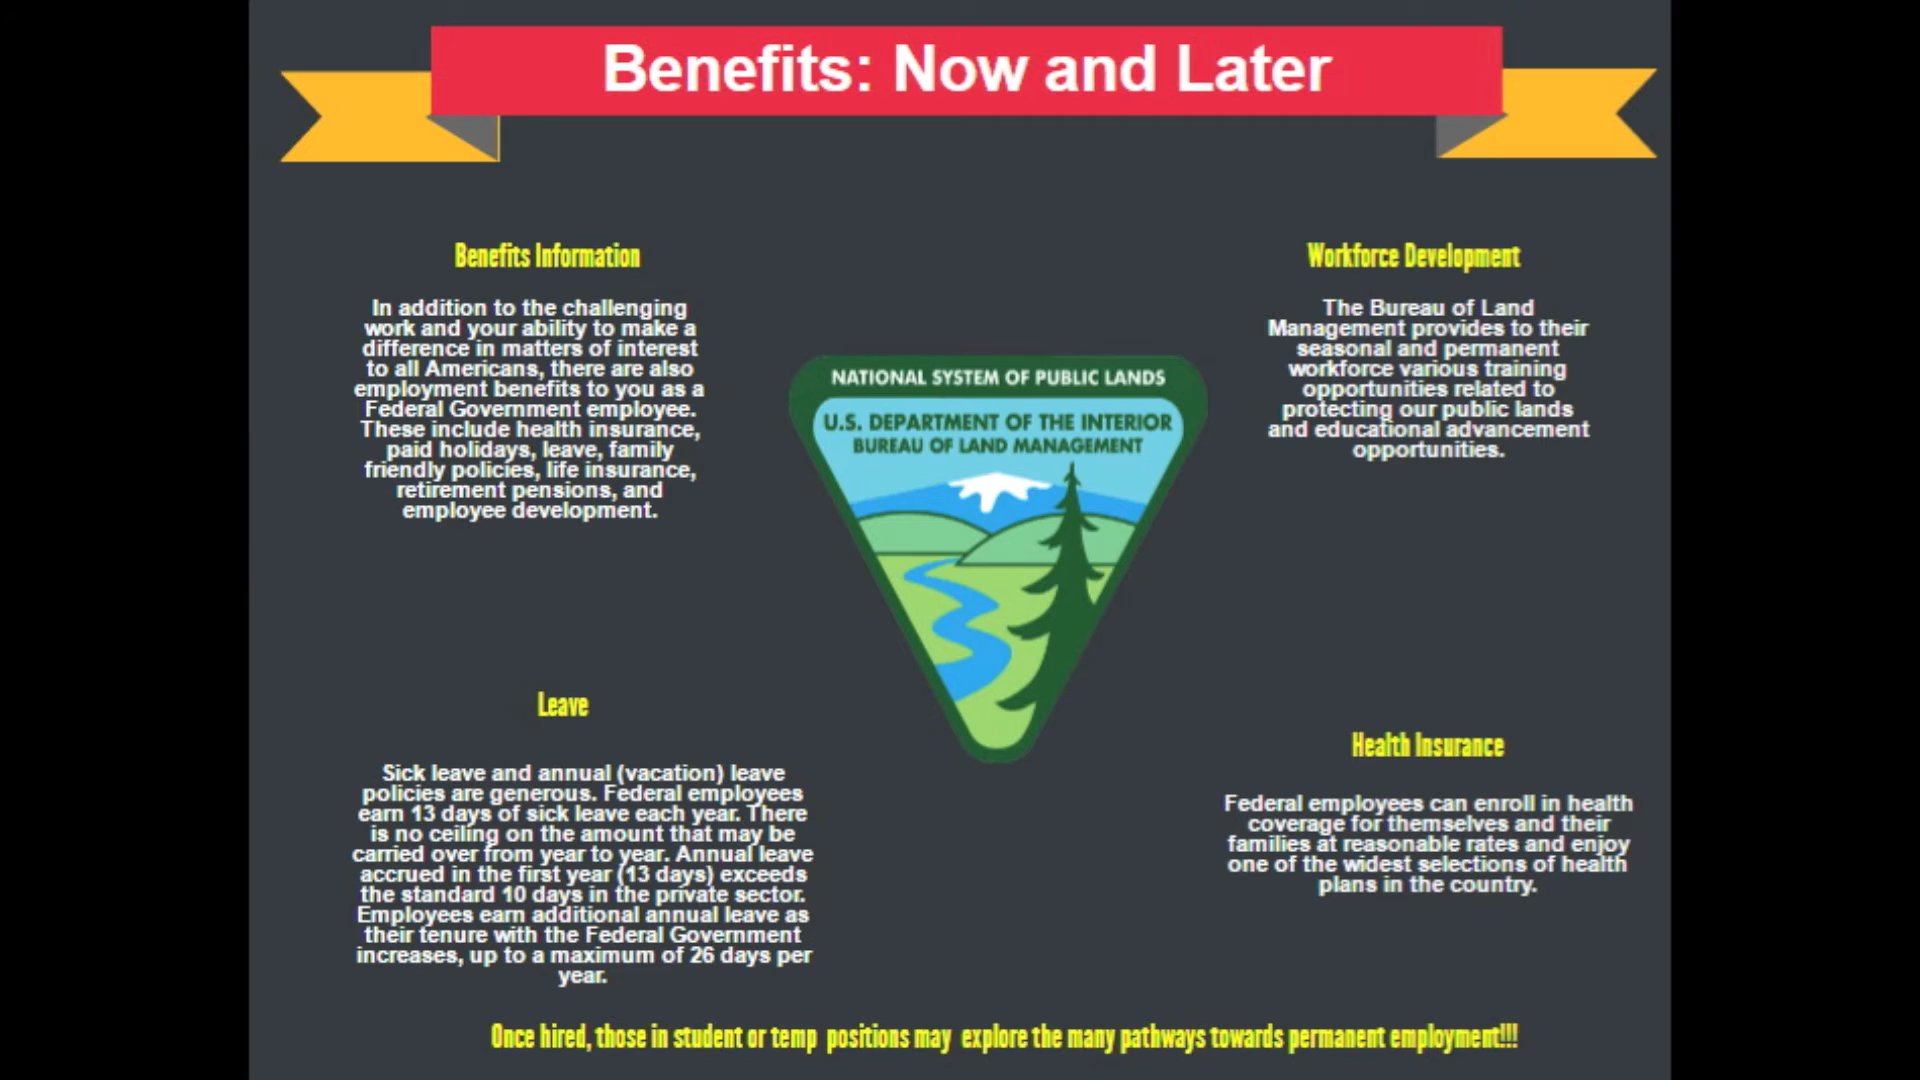 Benefits: Now and Later
Benefits Information
In addition to the challenging
work and your ability to make a
difference in matters of interest
to all Americans, there are also
employment benefits to you as a
Federal Government employee.
These include health insurance,
paid holidays, leave, family
friendly policies, life insurance,
retirement pensions, and
employee development.
Workforce Development
The Bureau of Land
Management provides to their
seasonal and permanent
workforce various training
opportunities related to
protecting our public lands
and educational advancement
opportunities.
NATIONAL SYSTEM OF PUBLIC LANDS
U.S. DEPARTMENT OF THE INTERIOR
BUREAU OF LAND MANAGEMENT
Leave
Sick leave and annual (vacation) leave
policies are generous. Federal employees
earn 13 days of sick leave each year. There
is no ceiling on the amount that may be
carried over from year to year. Annual leave
accrued in the first year (13 days) exceeds
the standard 10 days in the private sector.
Employees earn additional annual leave as
their tenure with the Federal Government
increases, up to a maximum of 26 days per
year.
Health Insurance
Federal employees can enroll in health
coverage for themselves and their
families at reasonable rates and enjoy
one of the widest selections of health
plans in the country.
Once hired, those in student or temp positions may explore the many pathways towards permanent employment!!!